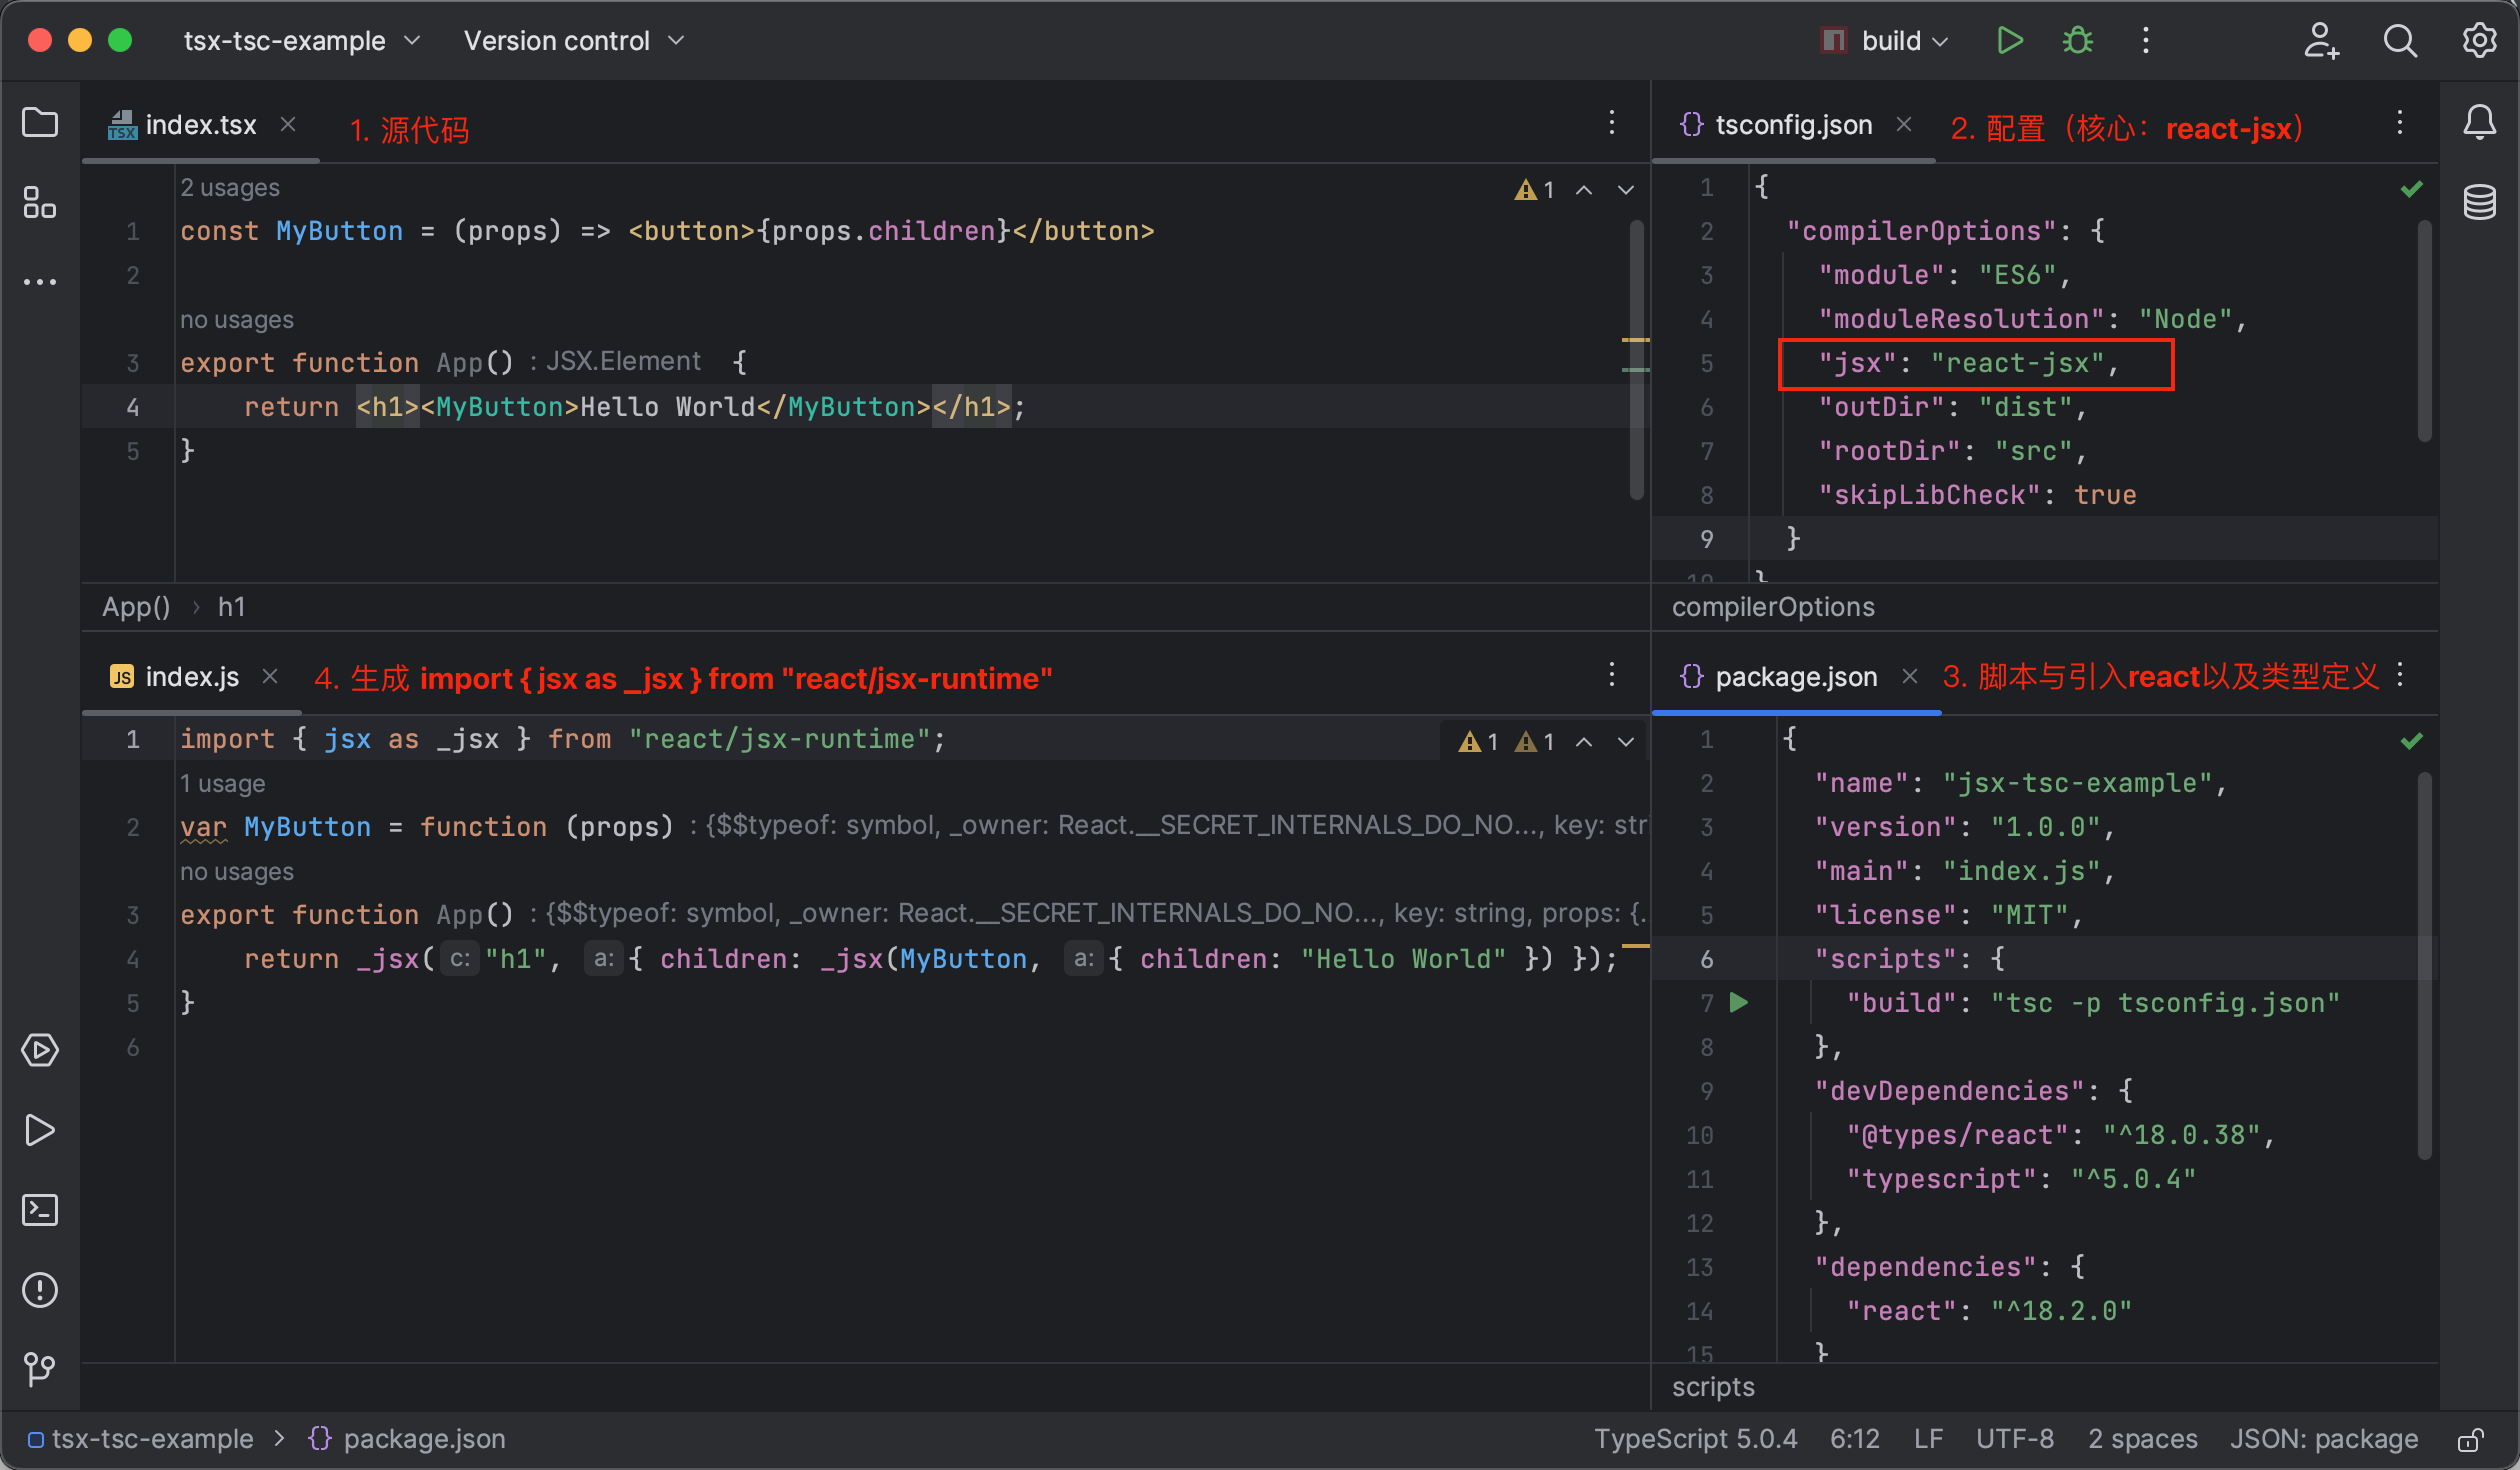 tsx-tsc-example Version control build
index.tsx 1. 源代码
2 usages 1
1 const MyButton = (props) => <button>{props.children}</button>
2
no usages
3 export function App() : JSX.Element {
4 return <h1><MyButton>Hello World</MyButton></h1>;
5 }
App() › h1
tsconfig.json 2. 配置（核心：react-jsx）
1 {
2 "compilerOptions": {
3 "module": "ES6",
4 "moduleResolution": "Node",
5 "jsx": "react-jsx",
6 "outDir": "dist",
7 "rootDir": "src",
8 "skipLibCheck": true
9 }
10 }
compilerOptions
index.js 4. 生成 import { jsx as _jsx } from "react/jsx-runtime"
1 import { jsx as _jsx } from "react/jsx-runtime"; 1 1
1 usage
2 var MyButton = function (props) : {$$typeof: symbol, _owner: React.__SECRET_INTERNALS_DO_NO..., key: stri
no usages
3 export function App() : {$$typeof: symbol, _owner: React.__SECRET_INTERNALS_DO_NO..., key: string, props: {.
4 return _jsx( c: "h1", a: { children: _jsx(MyButton, a: { children: "Hello World" }) });
5 }
6
package.json 3. 脚本与引入react以及类型定义
1 {
2 "name": "jsx-tsc-example",
3 "version": "1.0.0",
4 "main": "index.js",
5 "license": "MIT",
6 "scripts": {
7 "build": "tsc -p tsconfig.json"
8 },
9 "devDependencies": {
10 "@types/react": "^18.0.38",
11 "typescript": "^5.0.4"
12 },
13 "dependencies": {
14 "react": "^18.2.0"
15 }
scripts
tsx-tsc-example > {} package.json TypeScript 5.0.4 6:12 LF UTF-8 2 spaces JSON: package